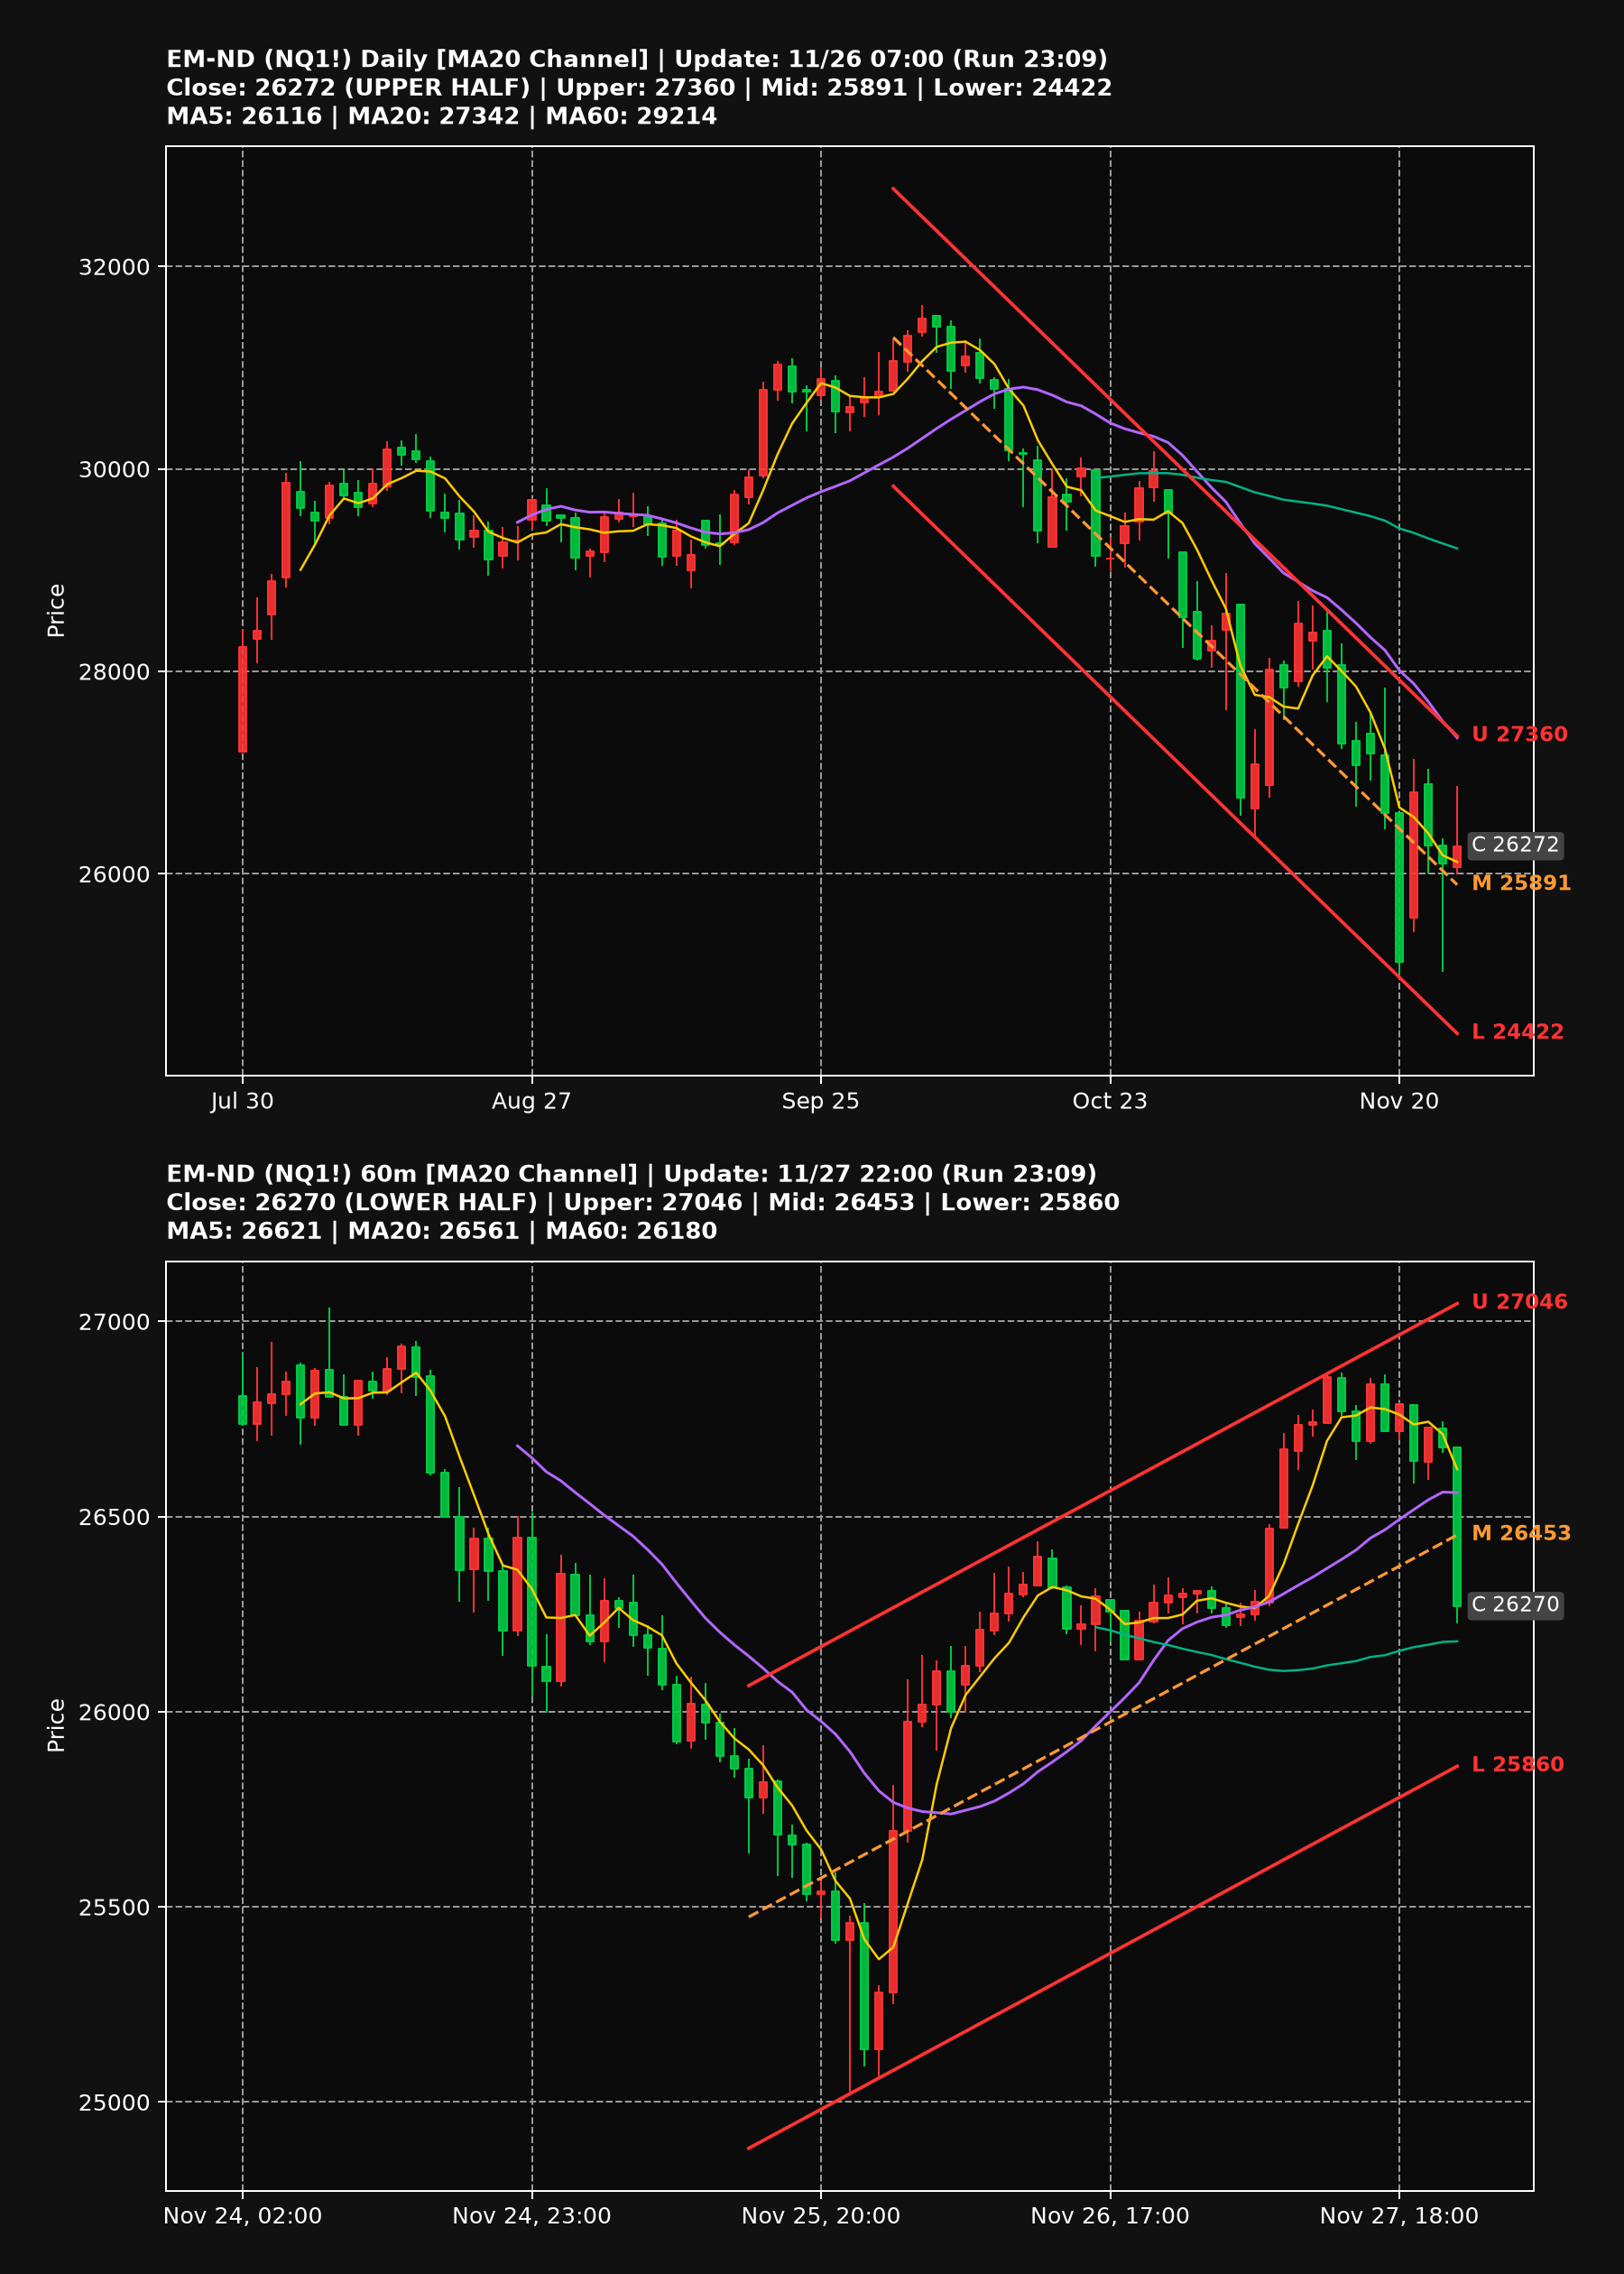 EM-ND (NQ1!) Daily [MA20 Channel] | Update: 11/26 07:00 (Run 23:09)
Close: 26272 (UPPER HALF) | Upper: 27360 | Mid: 25891 | Lower: 24422
MA5: 26116 | MA20: 27342 | MA60: 29214
32000
30000
28000
26000
Price
U 27360
C 26272
M 25891
L 24422
Jul 30
Aug 27
Sep 25
Oct 23
Nov 20
EM-ND (NQ1!) 60m [MA20 Channel] | Update: 11/27 22:00 (Run 23:09)
Close: 26270 (LOWER HALF) | Upper: 27046 | Mid: 26453 | Lower: 25860
MA5: 26621 | MA20: 26561 | MA60: 26180
27000
26500
26000
25500
25000
Price
U 27046
M 26453
C 26270
L 25860
Nov 24, 02:00
Nov 24, 23:00
Nov 25, 20:00
Nov 26, 17:00
Nov 27, 18:00